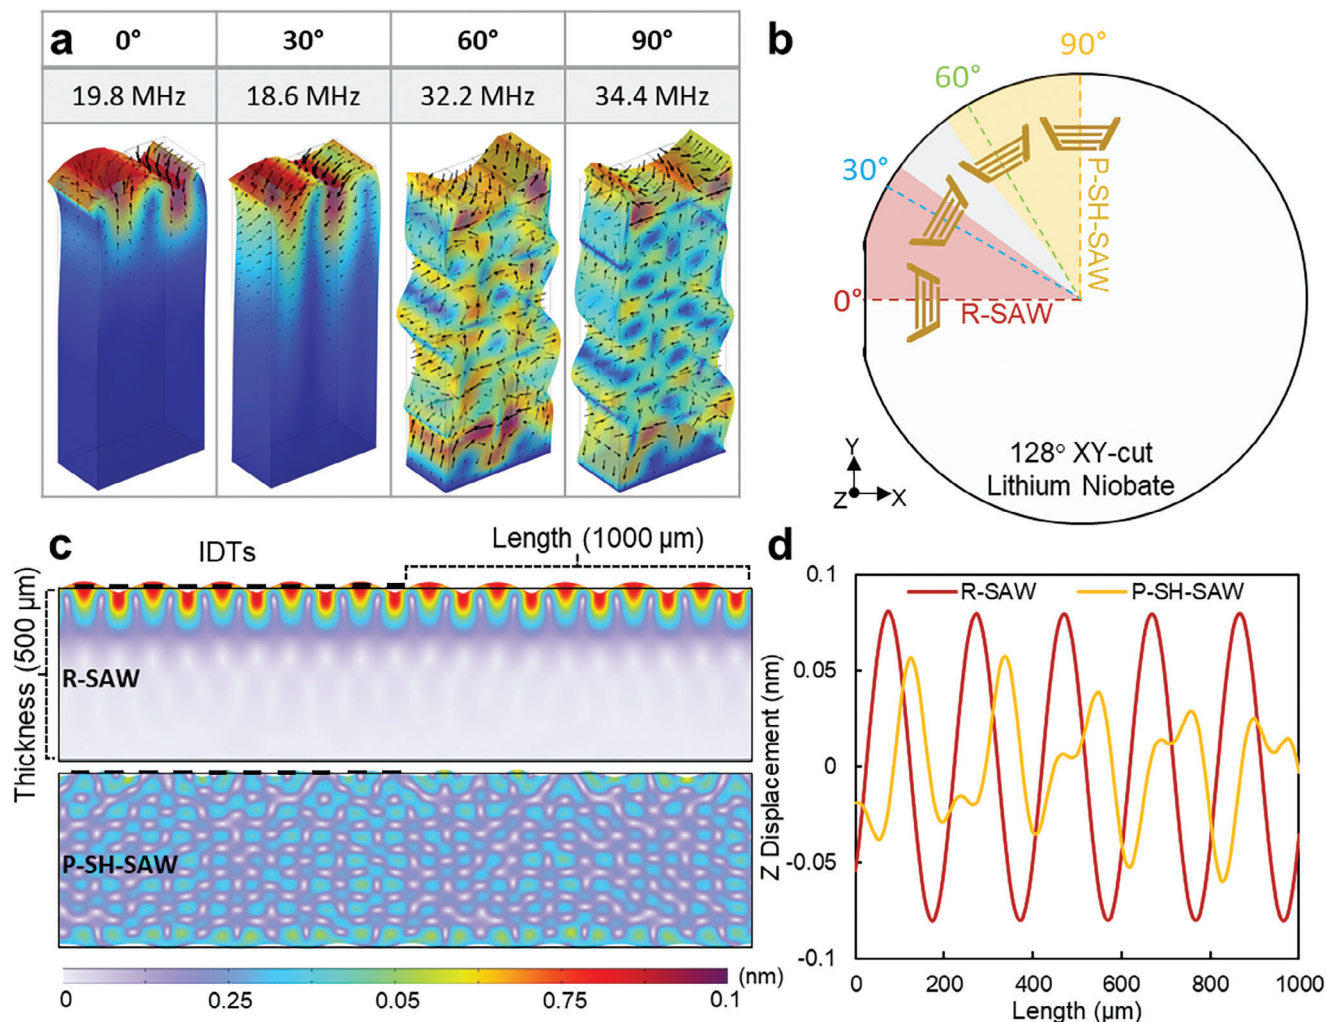 a
0° 30° 60° 90°
19.8 MHz 18.6 MHz 32.2 MHz 34.4 MHz
b
90°
60°
30°
0°
R-SAW
P-SH-SAW
128° XY-cut
Lithium Niobate
Y
Z X
c
IDTs
Length (1000 µm)
Thickness (500 µm)
R-SAW
P-SH-SAW
(nm)
0 0.25 0.05 0.75 0.1
d
R-SAW P-SH-SAW
Z Displacement (nm)
0.1
0.05
0
-0.05
-0.1
0 200 400 600 800 1000
Length (µm)